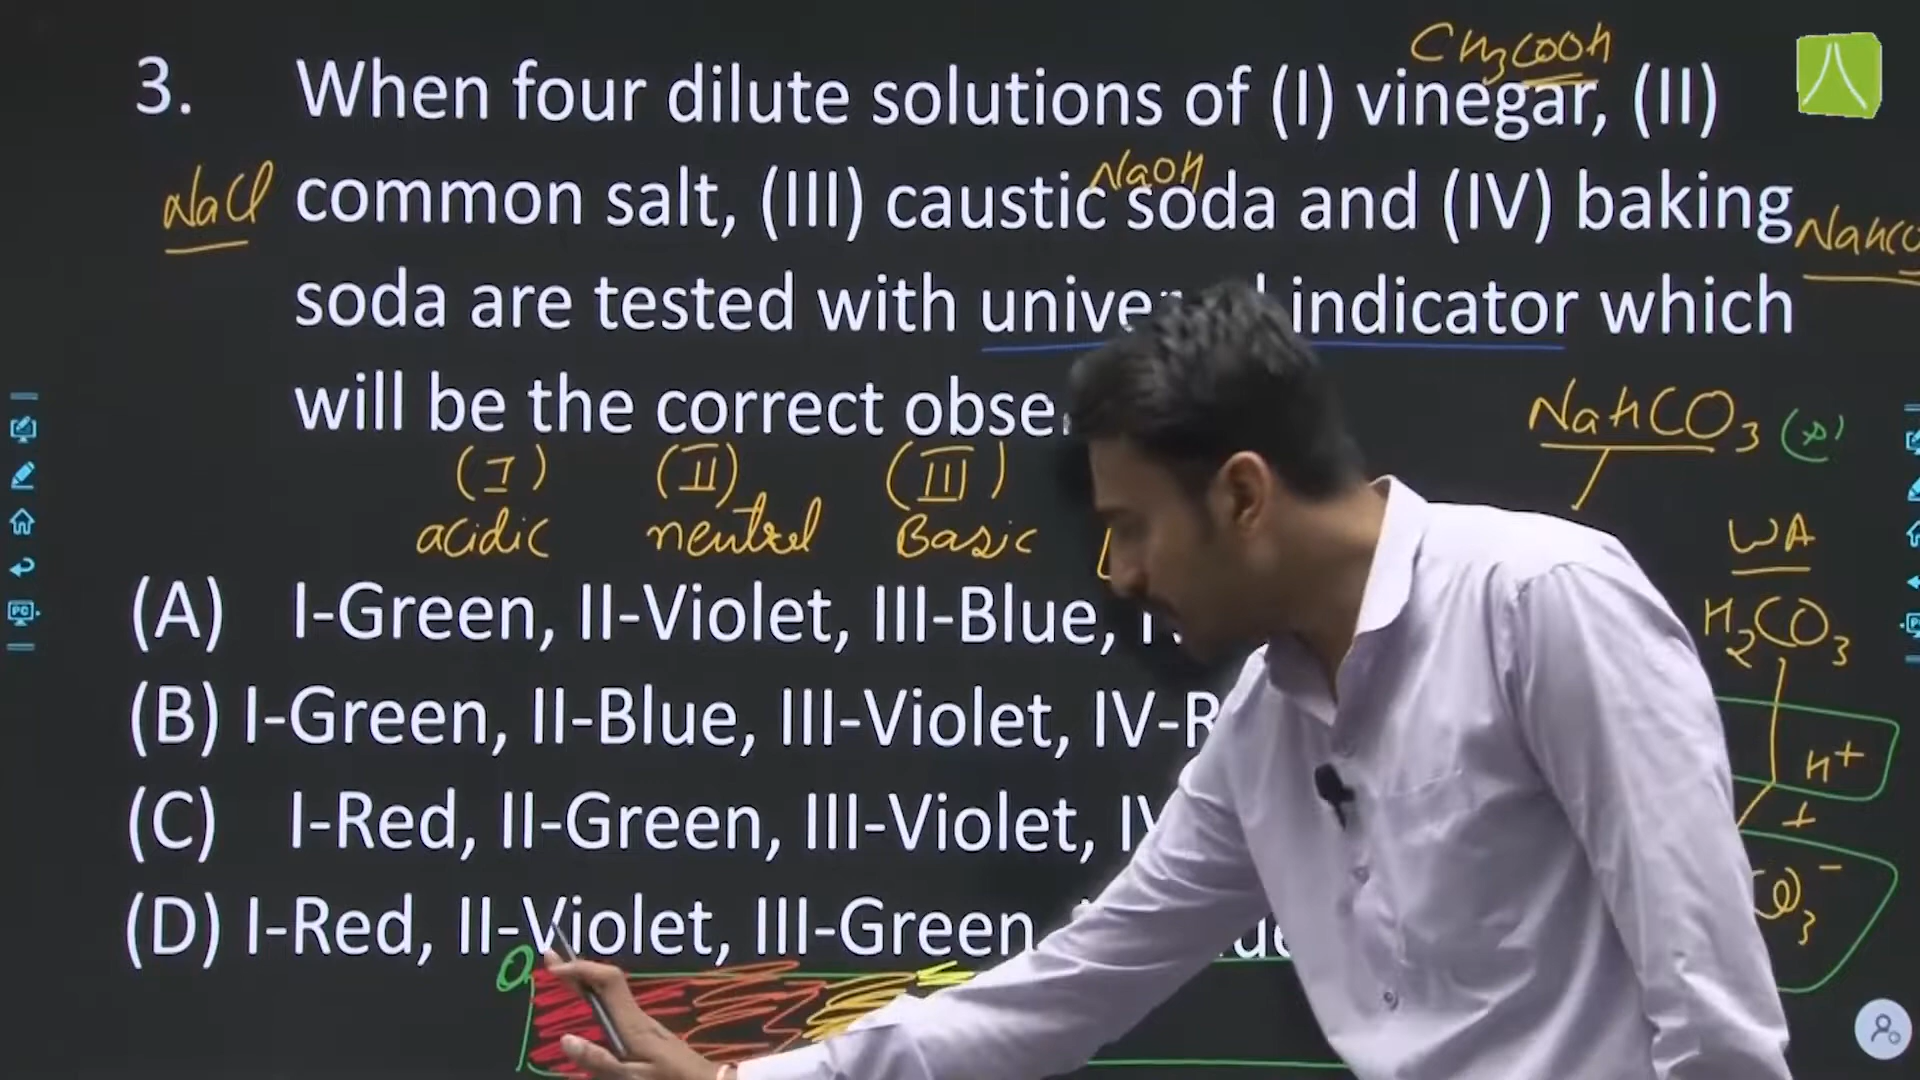 CH3COOH
3. When four dilute solutions of (I) vinegar, (II)
NaCl common salt, (III) caustic soda and (IV) baking
NaOH
soda are tested with indicator which
will be the correct
NaHCO3 (s)
(I) (II) (III)
acidic neutral Basic
WA
H2CO3
(A) I-Green, II-Violet, III-Blue,
(B) I-Green, II-Blue, III-Violet, IV-R
(C) I-Red, II-Green, III-Violet,
(D) I-Red, II-Violet, III-Green
H+
+
0
PC